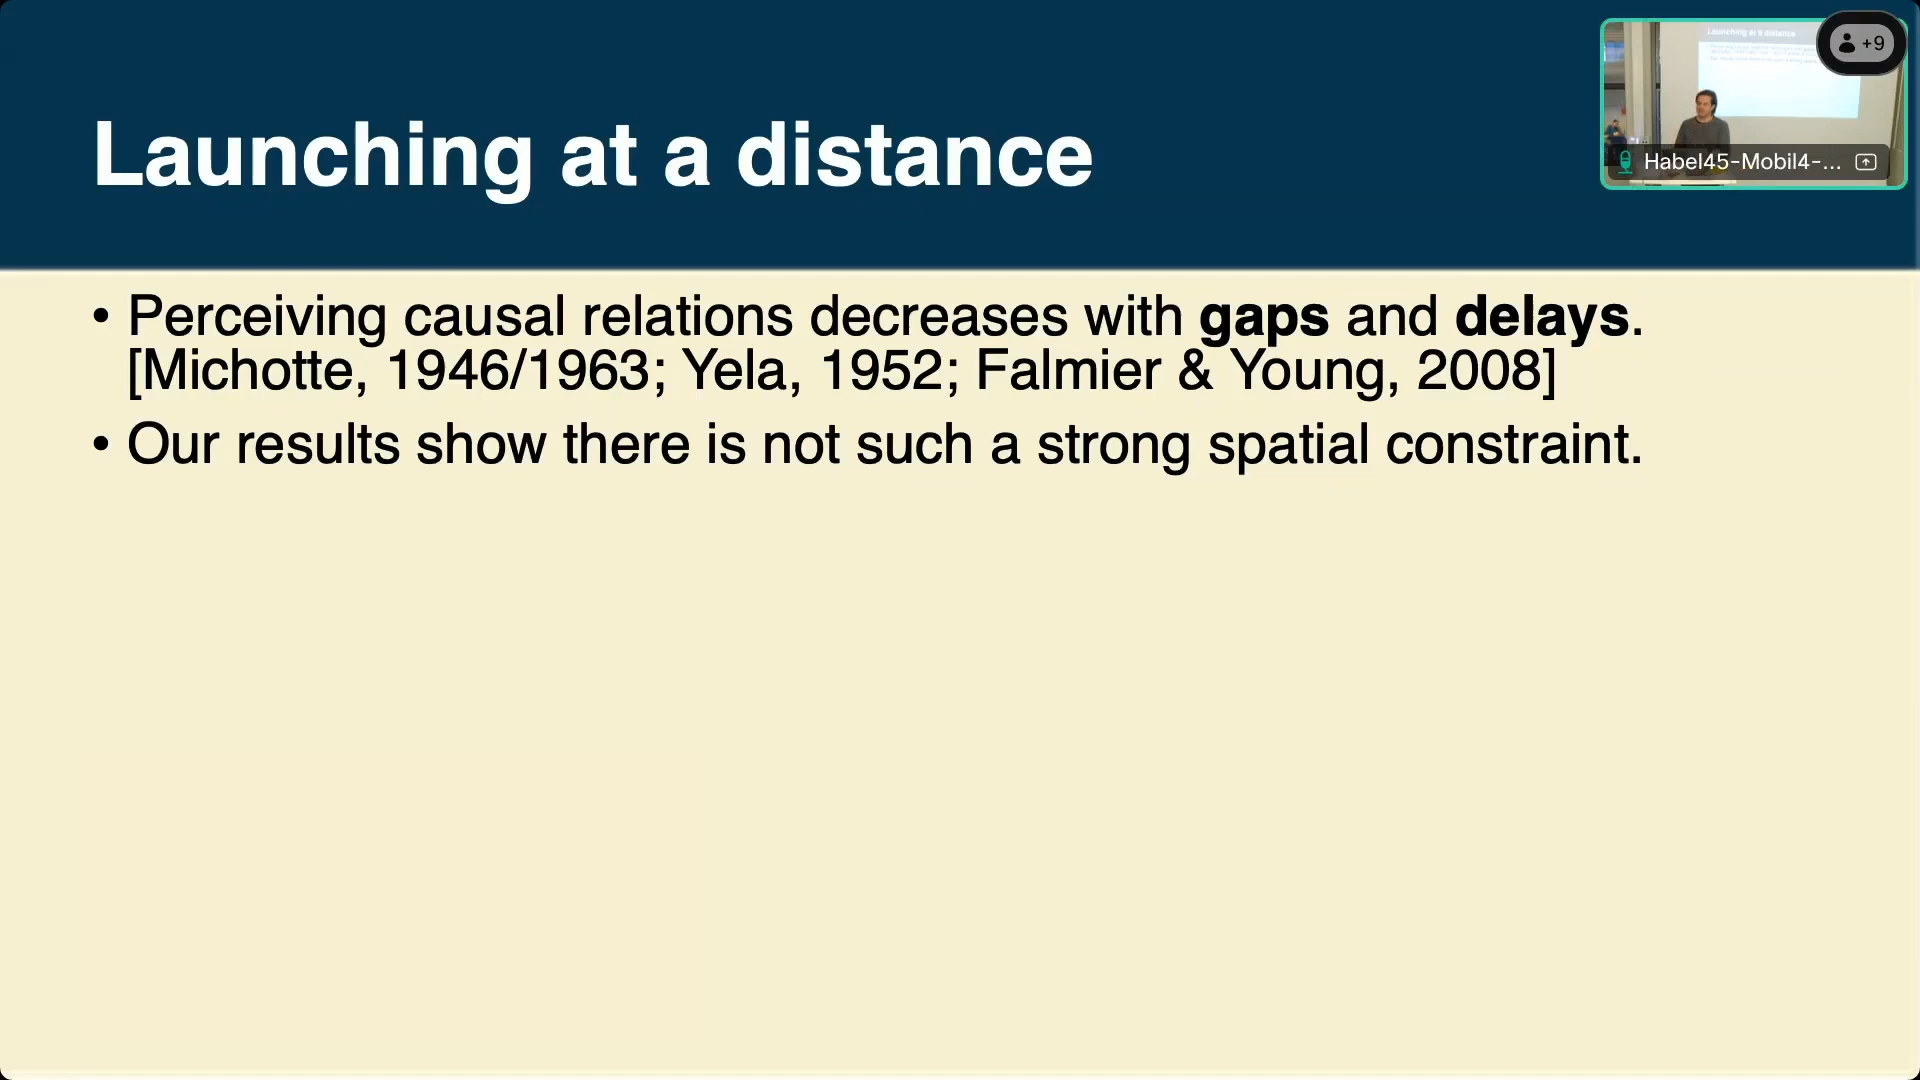 Launching at a distance
+9
Habel45-Mobil4-...
• Perceiving causal relations decreases with gaps and delays.
[Michotte, 1946/1963; Yela, 1952; Falmier & Young, 2008]
• Our results show there is not such a strong spatial constraint.